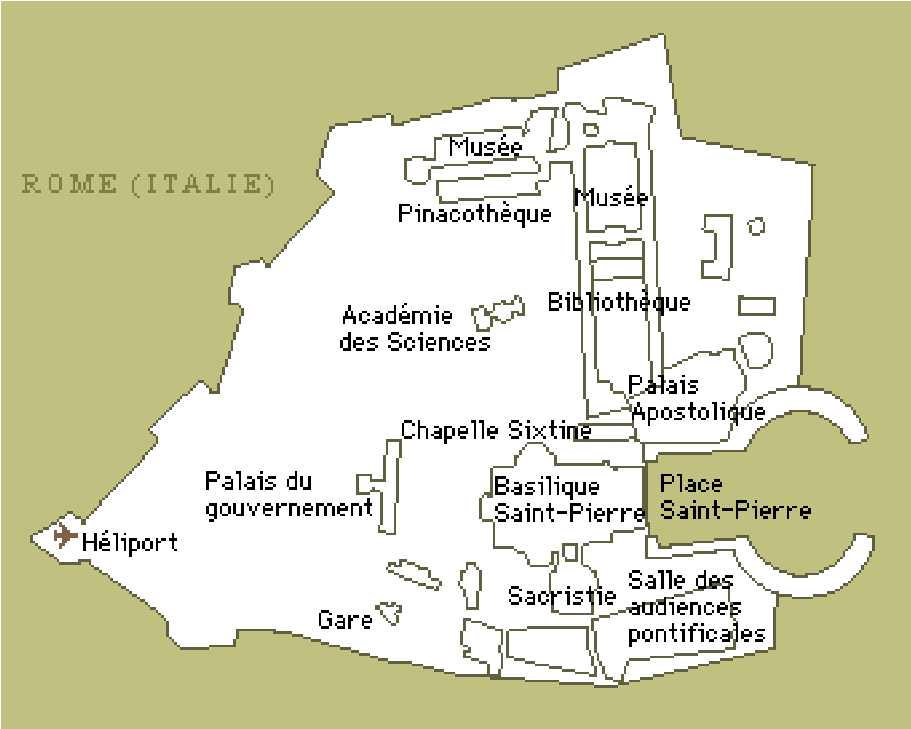 Musée
ROME (ITALIE)
Musée
Pinacothèque
Bibliothèque
Académie
des Sciences
Palais
Apostolique
Chapelle Sixtine
Palais du
gouvernement
Basilique
Saint-Pierre
Place
Saint-Pierre
Héliport
Sacristie
Salle des
audiences
pontificales
Gare